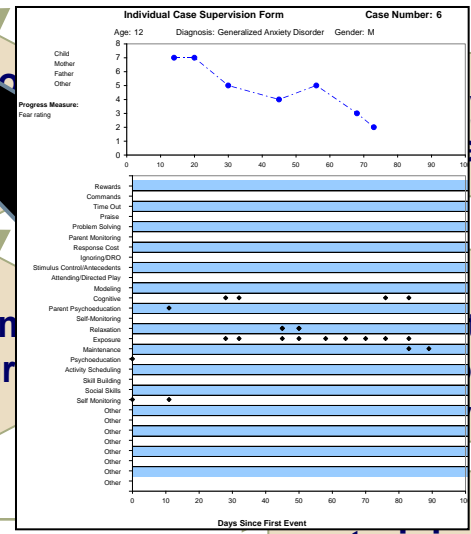 Individual Case Supervision Form
Case Number: 6
Age: 12
Diagnosis: Generalized Anxiety Disorder
Gender: M
Child
Mother
Father
Other
Progress Measure:
Fear rating
8
7
6
5
4
3
2
1
0
0 10 20 30 40 50 60 70 80 90 100
Rewards
Commands
Time Out
Praise
Problem Solving
Parent Monitoring
Response Cost
Ignoring/DRO
Stimulus Control/Antecedents
Attending/Directed Play
Modeling
Cognitive
Parent Psychoeducation
Self-Monitoring
Relaxation
Exposure
Maintenance
Psychoeducation
Activity Scheduling
Skill Building
Social Skills
Self Monitoring
Other
Other
Other
Other
Other
Other
Other
Other
0 10 20 30 40 50 60 70 80 90 100
Days Since First Event